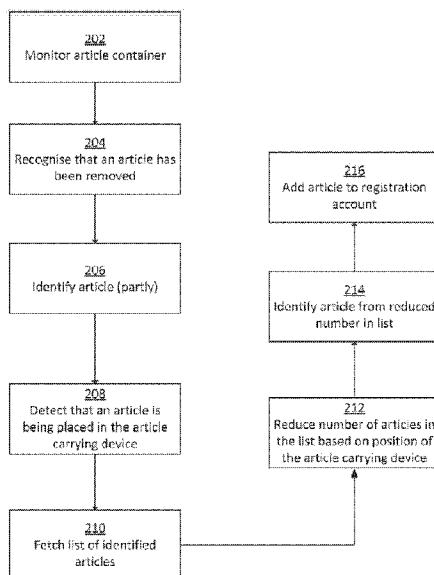 202
Monitor article container
204
Recognise that an article has
been removed
206
Identify article (partly)
208
Detect that an article is
being placed in the article
carrying device
210
Fetch list of identified
articles
212
Reduce number of articles in
the list based on position of
the article carrying device
214
Identify article from reduced
number in list
216
Add article to registration
account